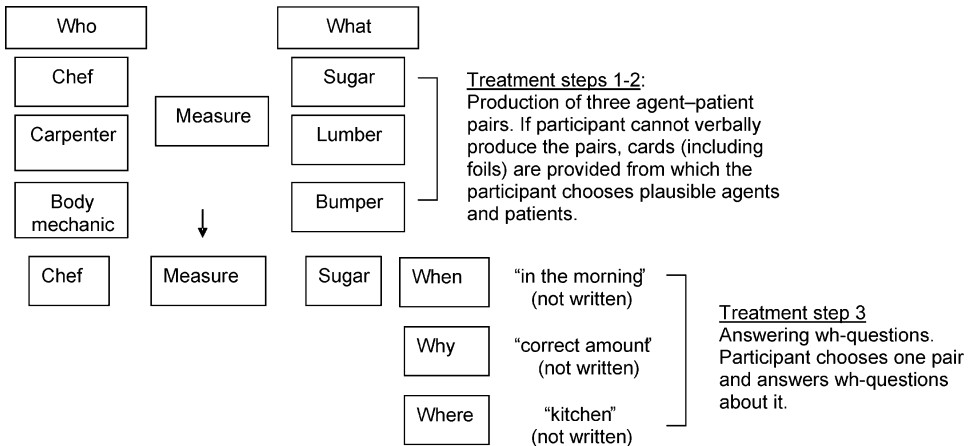 Who
What
Chef
Sugar
Measure
Carpenter
Lumber
Body
mechanic
Bumper
Treatment steps 1-2:
Production of three agent–patient
pairs. If participant cannot verbally
produce the pairs, cards (including
foils) are provided from which the
participant chooses plausible agents
and patients.
Chef
Measure
Sugar
When
“in the morning”
(not written)
Why
“correct amount”
(not written)
Where
“kitchen”
(not written)
Treatment step 3
Answering wh-questions.
Participant chooses one pair
and answers wh-questions
about it.